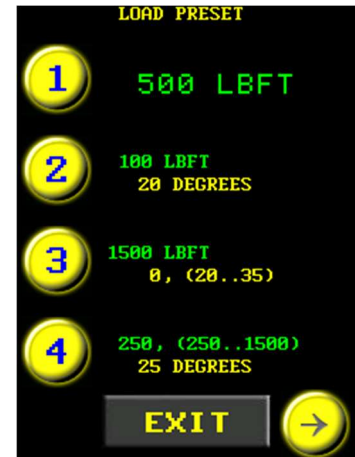 LOAD PRESET
1
500 LBFT
2
100 LBFT
20 DEGREES
3
1500 LBFT
0, (20..35)
4
250, (250..1500)
25 DEGREES
EXIT